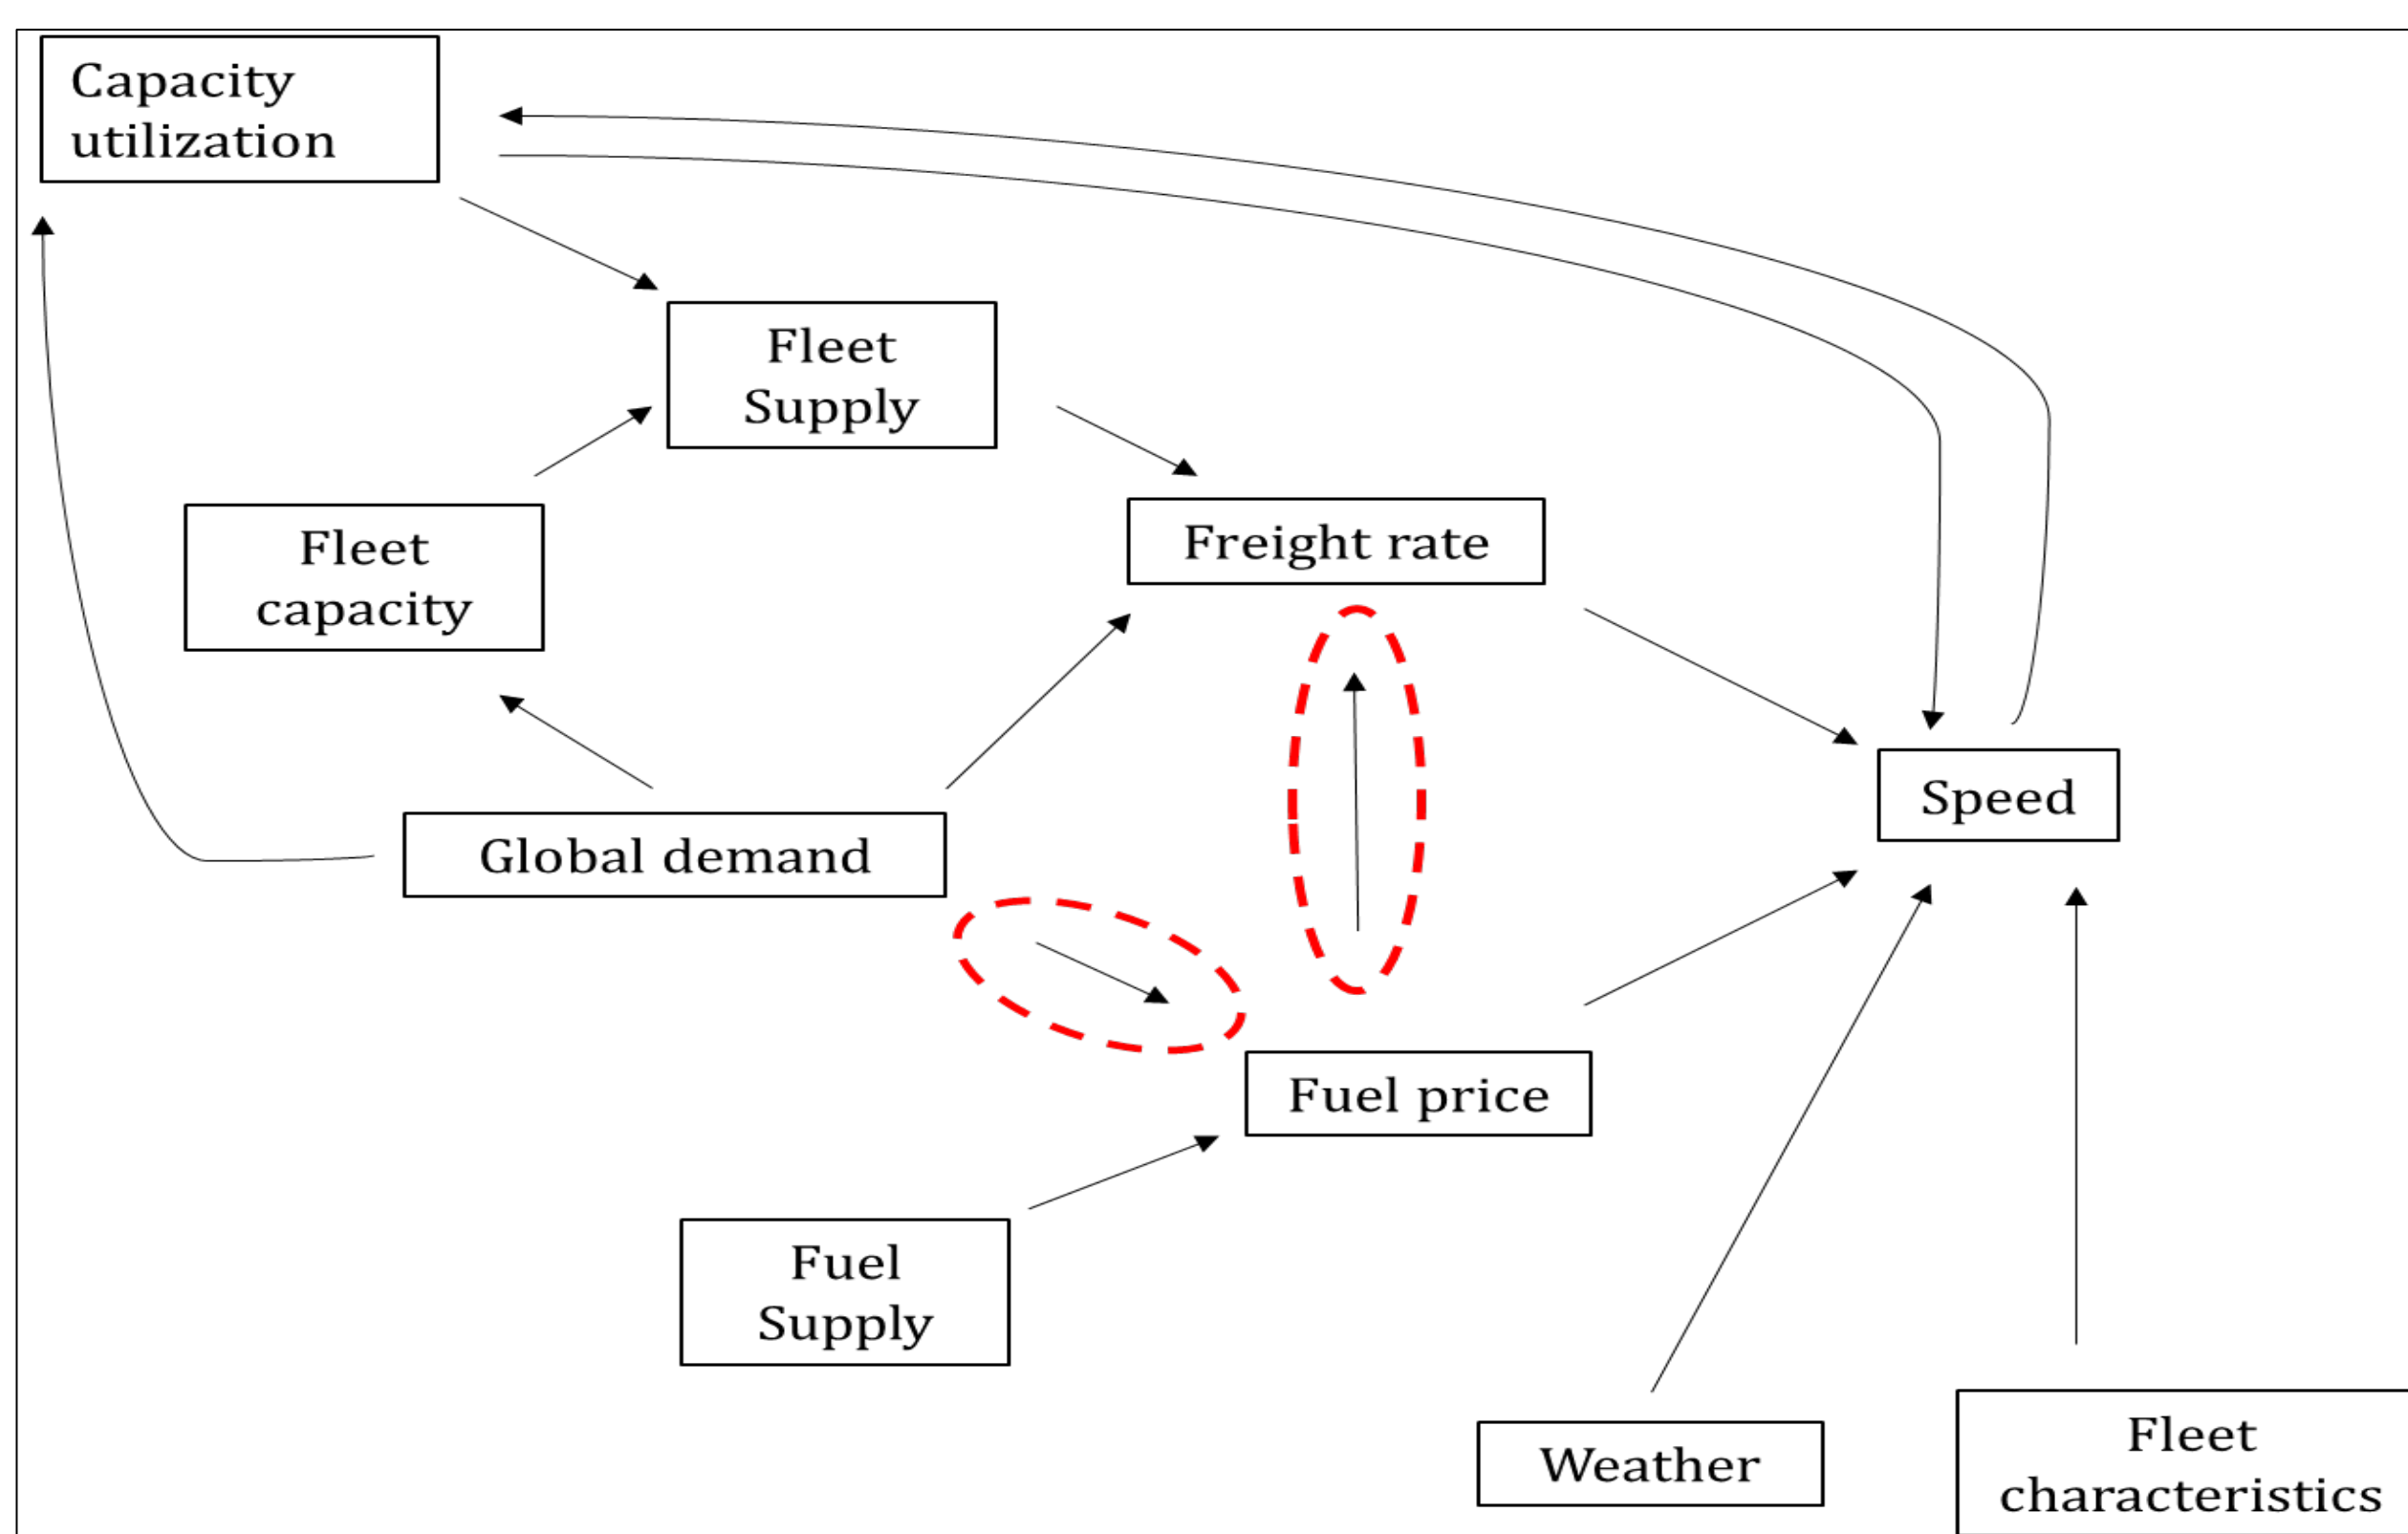 Capacity
utilization
Fleet
Supply
Freight rate
Fleet
capacity
Speed
Global demand
Fuel price
Fuel
Supply
Weather
Fleet
characteristics